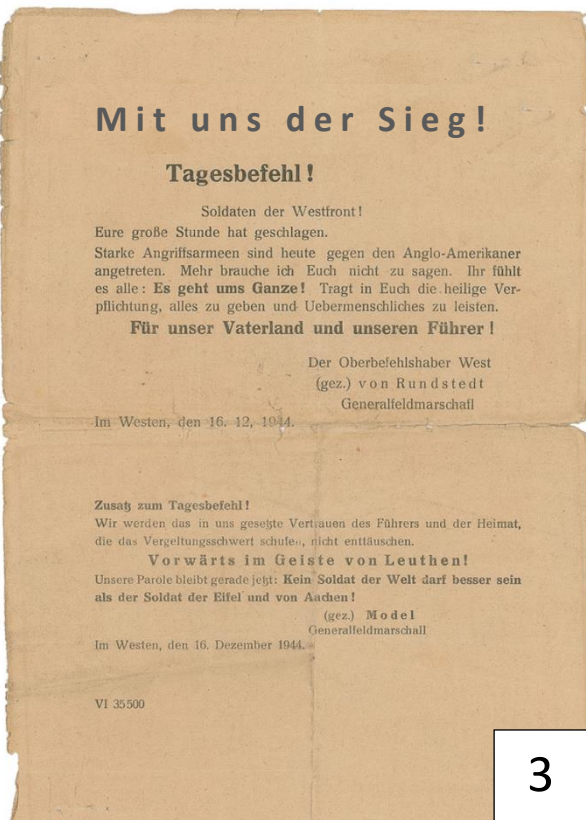 Mit uns der Sieg!
Tagesbefehl!
Soldaten der Westfront!
Eure große Stunde hat geschlagen.
Starke Angriffsarmeen sind heute gegen den Anglo-Amerikaner
angetreten. Mehr brauche ich Euch nicht zu sagen. Ihr fühlt
es alle: Es geht ums Ganze! Tragt in Euch die heilige Ver-
pflichtung, alles zu geben und Uebermenschliches zu leisten.
Für unser Vaterland und unseren Führer!
Der Oberbefehlshaber West
(gez.) von Rundstedt
Generalfeldmarschall
Im Westen, den 16. 12. 1944.
Zusatz zum Tagesbefehl!
Wir werden das in uns gesetzte Vertrauen des Führers und der Heimat,
die das Vergeltungsschwert schufen, nicht enttäuschen.
Vorwärts im Geiste von Leuthen!
Unsere Parole bleibt gerade jetzt: Kein Soldat der Welt darf besser sein
als der Soldat der Eifel und von Aachen!
(gez.) Model
Generalfeldmarschall
Im Westen, den 16. Dezember 1944.
VI 35500
3